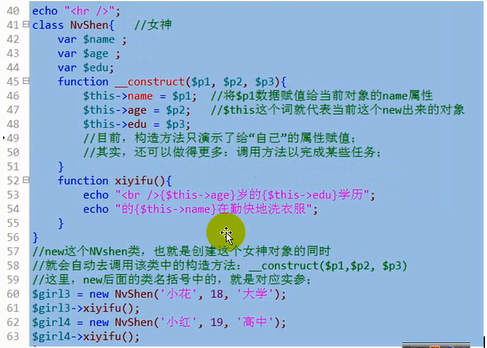 40 echo "<hr />";
41 class NvShen{ //女神
42 var $name ;
43 var $age ;
44 var $edu;
45 function __construct($p1, $p2, $p3){
46 $this->name = $p1; //将$p1数据赋值给当前对象的name属性
47 $this->age = $p2; //$this这个词就代表当前这个new出来的对象
48 $this->edu = $p3;
49 //目前,构造方法只演示了给“自己”的属性赋值;
50 //其实,还可以做得更多:调用方法以完成某些任务;
51 }
52 function xiyifu(){
53 echo "<br />{$this->age}岁的{$this->edu}学历";
54 echo "的{$this->name}在勤快地洗衣服";
55 }
56 }
57 //new这个NVshen类,也就是创建这个女神对象的同时
58 //就会自动去调用该类中的构造方法:__construct($p1,$p2, $p3)
59 //这里,new后面的类名括号中的,就是对应实参;
60 $girl3 = new NvShen('小花', 18, '大学');
61 $girl3->xiyifu();
62 $girl4 = new NvShen('小红', 19, '高中');
63 $girl4->xiyifu();